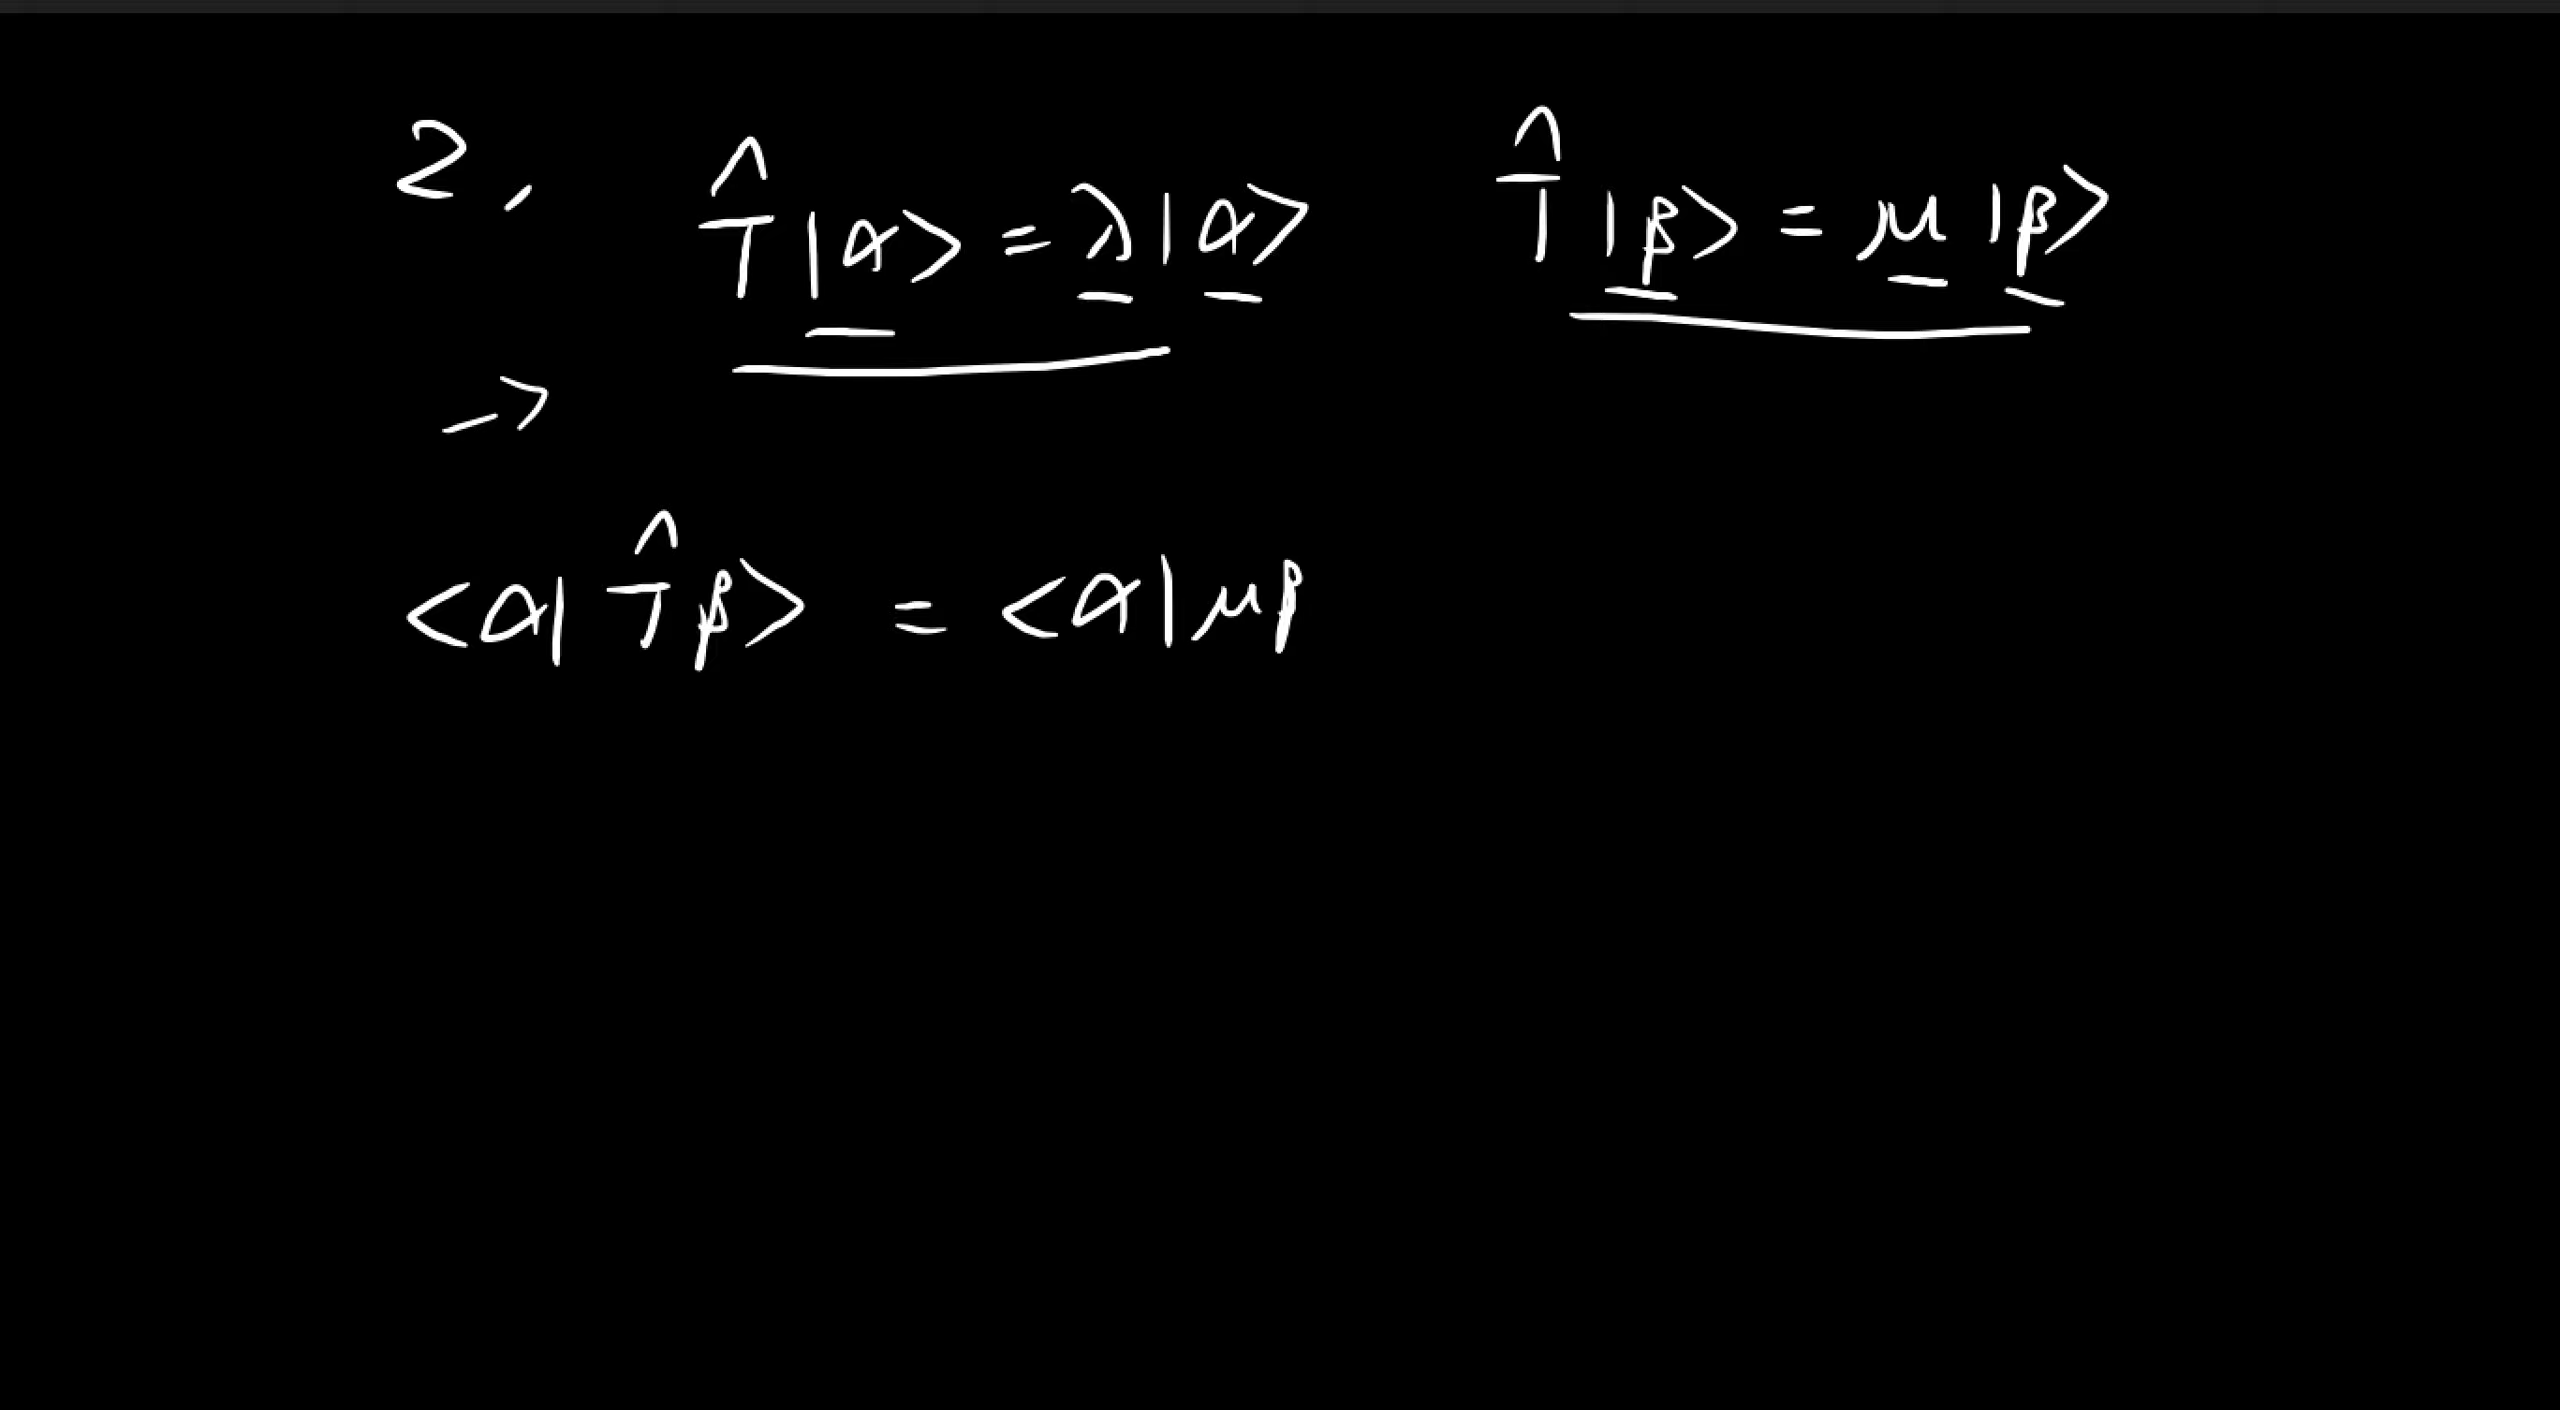 2, T̂|α> = λ|α> T̂|β> = μ|β>
->
<α|T̂β> = <α|μβ